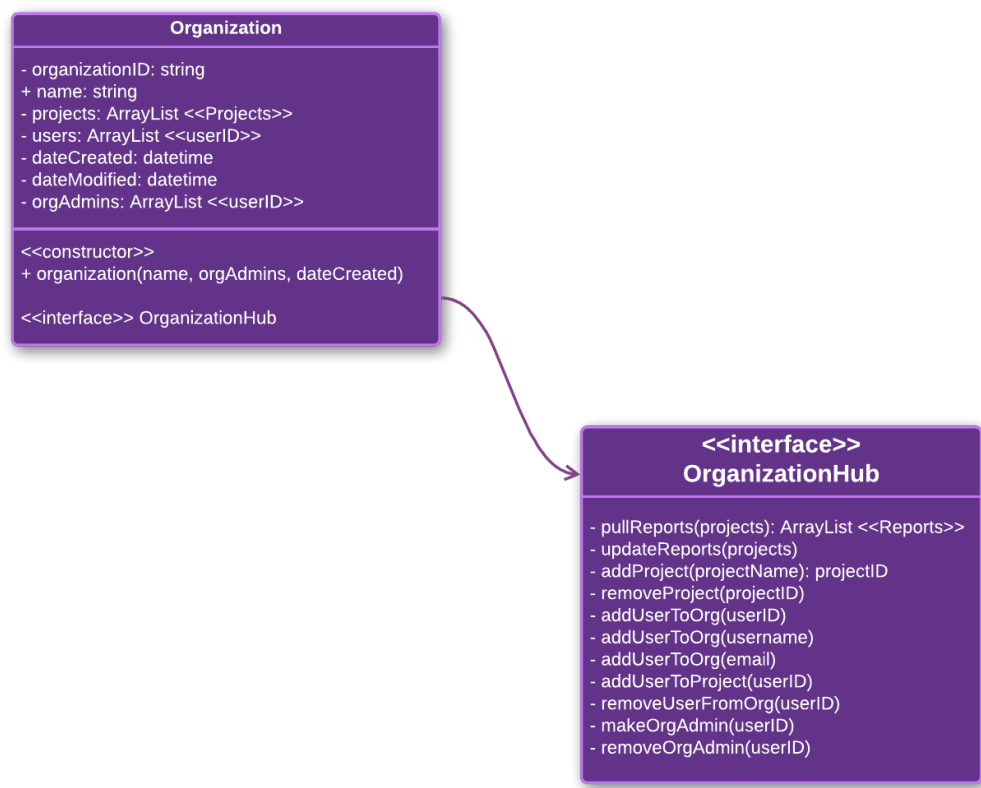 Organization
- organizationID: string
+ name: string
- projects: ArrayList <<Projects>>
- users: ArrayList <<userID>>
- dateCreated: datetime
- dateModified: datetime
- orgAdmins: ArrayList <<userID>>
<<constructor>>
+ organization(name, orgAdmins, dateCreated)
<<interface>> OrganizationHub
<<interface>>
OrganizationHub
- pullReports(projects): ArrayList <<Reports>>
- updateReports(projects)
- addProject(projectName): projectID
- removeProject(projectID)
- addUserToOrg(userID)
- addUserToOrg(username)
- addUserToOrg(email)
- addUserToProject(userID)
- removeUserFromOrg(userID)
- makeOrgAdmin(userID)
- removeOrgAdmin(userID)